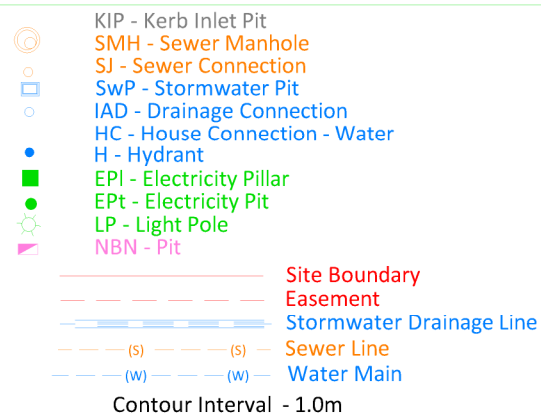 KIP - Kerb Inlet Pit
SMH - Sewer Manhole
SJ - Sewer Connection
SwP - Stormwater Pit
IAD - Drainage Connection
HC - House Connection - Water
H - Hydrant
EPl - Electricity Pillar
EPt - Electricity Pit
LP - Light Pole
NBN - Pit
Site Boundary
Easement
Stormwater Drainage Line
(S) (S) Sewer Line
(W) (W) Water Main
Contour Interval - 1.0m